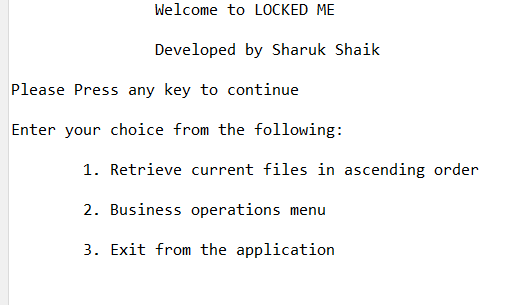 Welcome to LOCKED ME
Developed by Sharuk Shaik
Please Press any key to continue
Enter your choice from the following:
1. Retrieve current files in ascending order
2. Business operations menu
3. Exit from the application